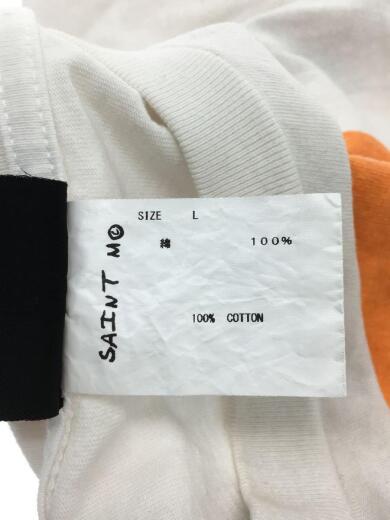 SIZE L
綿 100%
100% COTTON
SAINT M